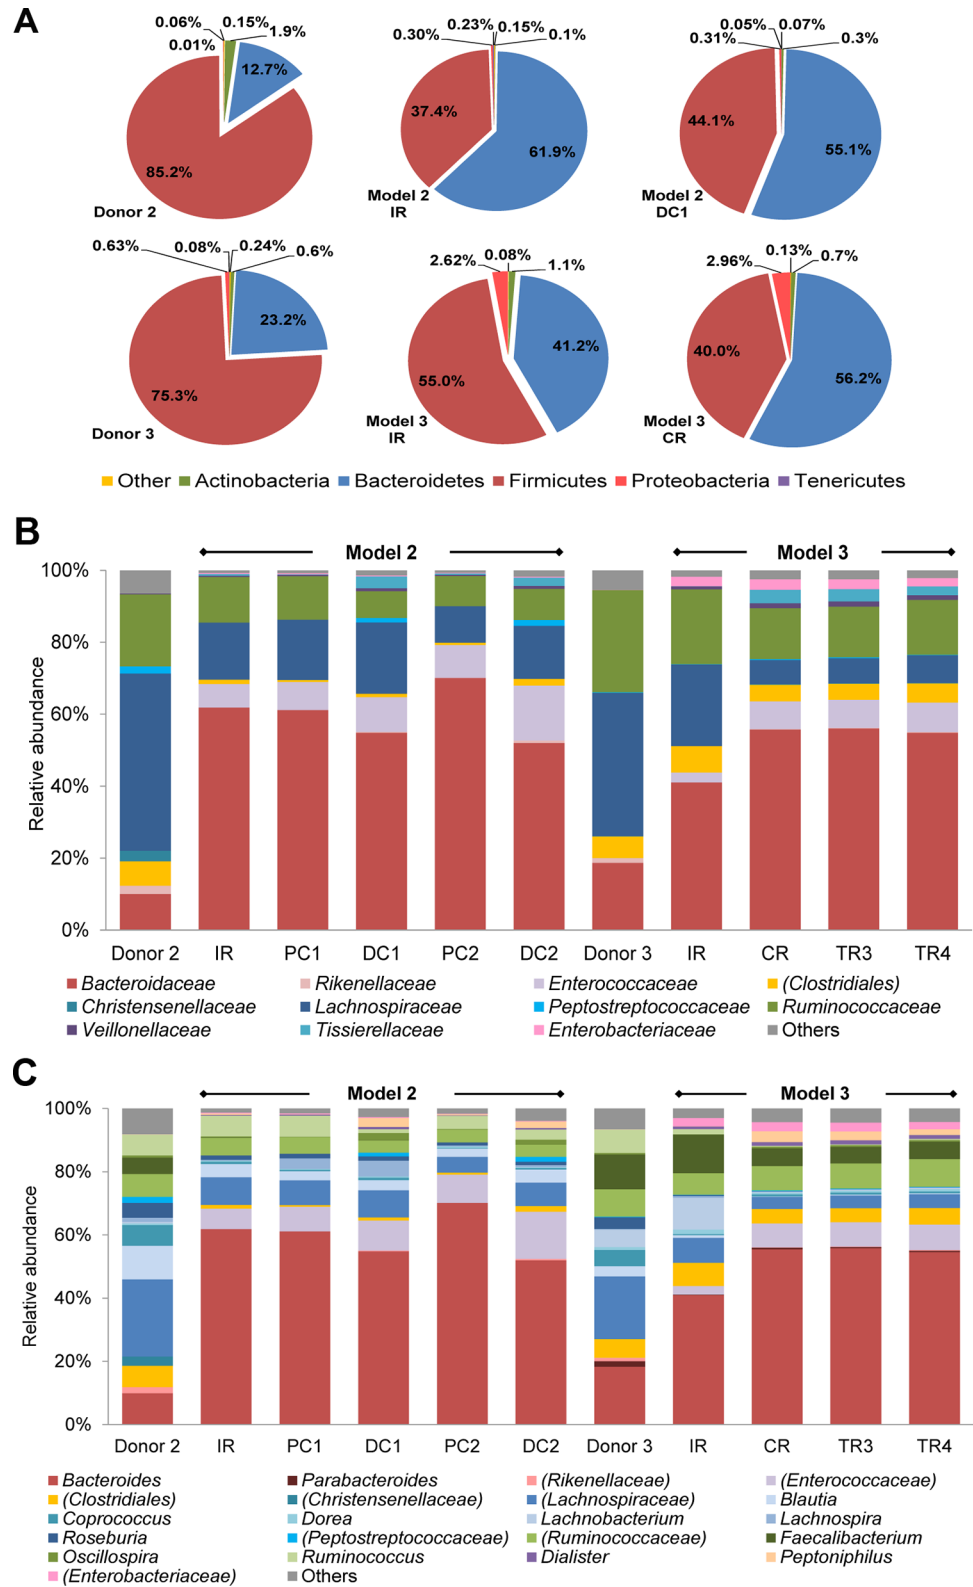 A
0.06% 0.15% 1.9%
0.01%
12.7%
85.2%
Donor 2
0.23% 0.15%
0.30% 0.1%
37.4%
61.9%
Model 2
IR
0.05% 0.07%
0.31% 0.3%
44.1%
55.1%
Model 2
DC1
0.63% 0.08% 0.24% 0.6%
23.2%
75.3%
Donor 3
2.62% 0.08% 1.1%
41.2%
55.0%
Model 3
IR
2.96% 0.13% 0.7%
40.0%
56.2%
Model 3
CR
Other Actinobacteria Bacteroidetes Firmicutes Proteobacteria Tenericutes
B
Model 2 Model 3
Relative abundance
100%
80%
60%
40%
20%
0%
Donor 2 IR PC1 DC1 PC2 DC2 Donor 3 IR CR TR3 TR4
Bacteroidaceae Rikenellaceae Enterococcaceae (Clostridiales)
Christensenellaceae Lachnospiraceae Peptostreptococcaceae Ruminococcaceae
Veillonellaceae Tissierellaceae Enterobacteriaceae Others
C
Model 2 Model 3
Relative abundance
100%
80%
60%
40%
20%
0%
Donor 2 IR PC1 DC1 PC2 DC2 Donor 3 IR CR TR3 TR4
Bacteroides Parabacteroides (Rikenellaceae) (Enterococcaceae)
(Clostridiales) (Christensenellaceae) (Lachnospiraceae) Blautia
Coprococcus Dorea Lachnobacterium Lachnospira
Roseburia (Peptostreptococcaceae) (Ruminococcaceae) Faecalibacterium
Oscillospira Ruminococcus Dialister Peptoniphilus
(Enterobacteriaceae) Others